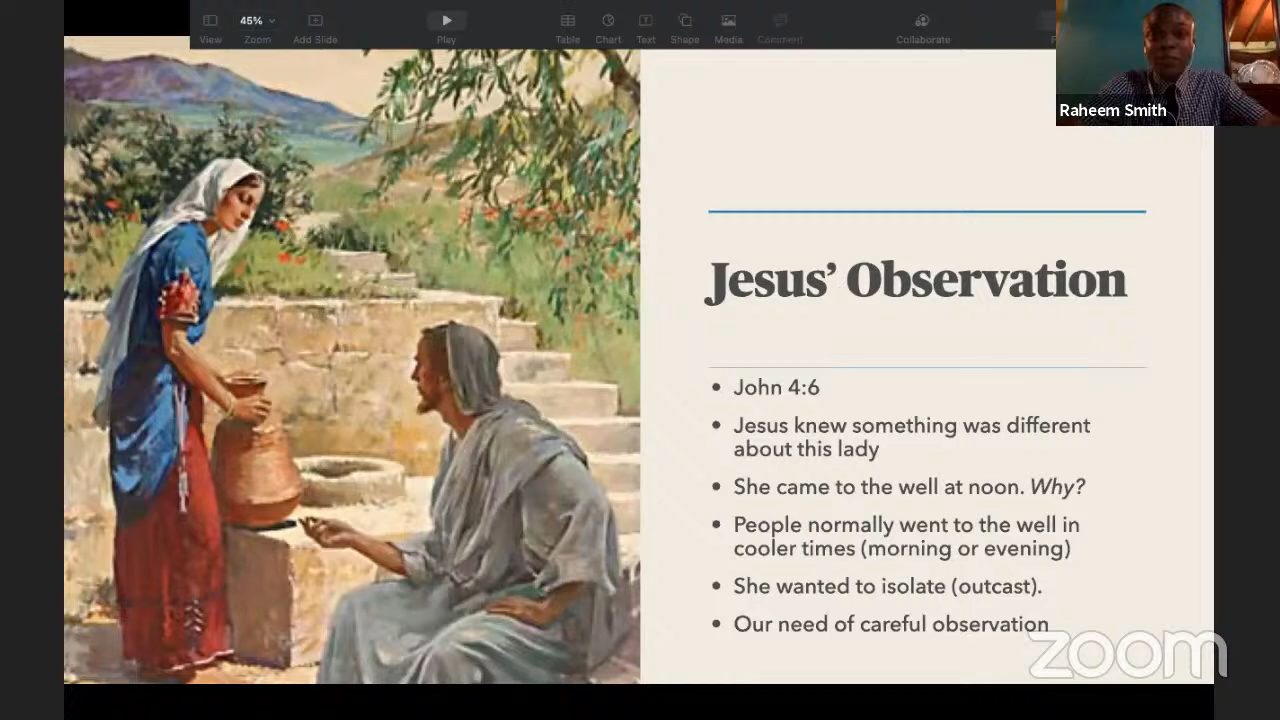 45%
View
Zoom
Add Slide
Play
Table
Chart
Text
Shape
Media
Comment
Collaborate
Raheem Smith
Jesus’ Observation
• John 4:6
• Jesus knew something was different
about this lady
• She came to the well at noon. Why?
• People normally went to the well in
cooler times (morning or evening)
• She wanted to isolate (outcast).
• Our need of careful observation
zoom